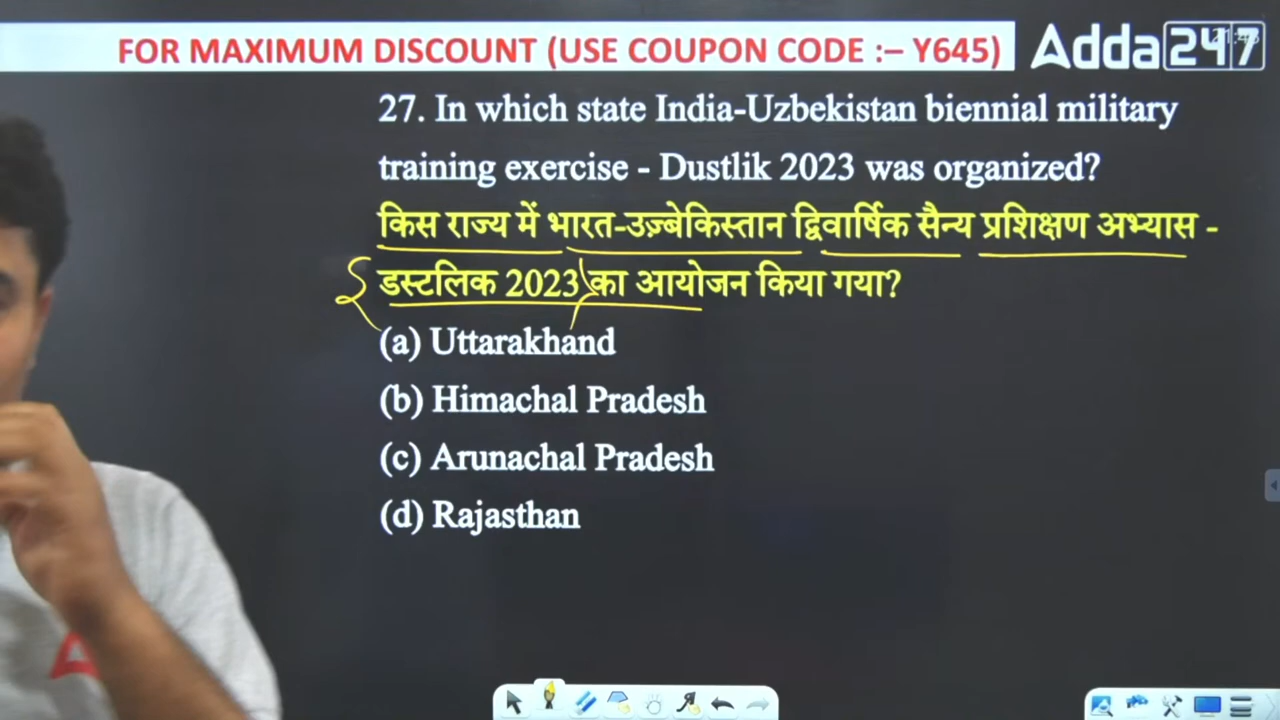 FOR MAXIMUM DISCOUNT (USE COUPON CODE :– Y645)
Adda247
27. In which state India-Uzbekistan biennial military
training exercise - Dustlik 2023 was organized?
किस राज्य में भारत-उज़्बेकिस्तान द्विवार्षिक सैन्य प्रशिक्षण अभ्यास -
डस्टलिक 2023 का आयोजन किया गया?
(a) Uttarakhand
(b) Himachal Pradesh
(c) Arunachal Pradesh
(d) Rajasthan